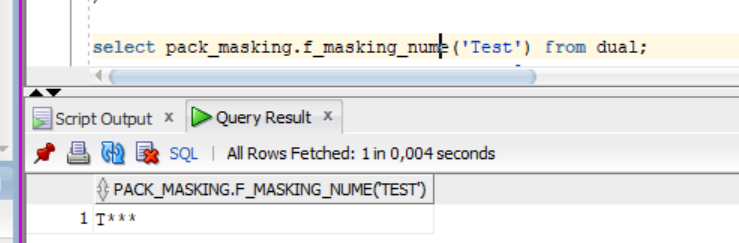 select pack_masking.f_masking_nume('Test') from dual;
Script Output x Query Result x
SQL | All Rows Fetched: 1 in 0,004 seconds
PACK_MASKING.F_MASKING_NUME('TEST')
1 T***